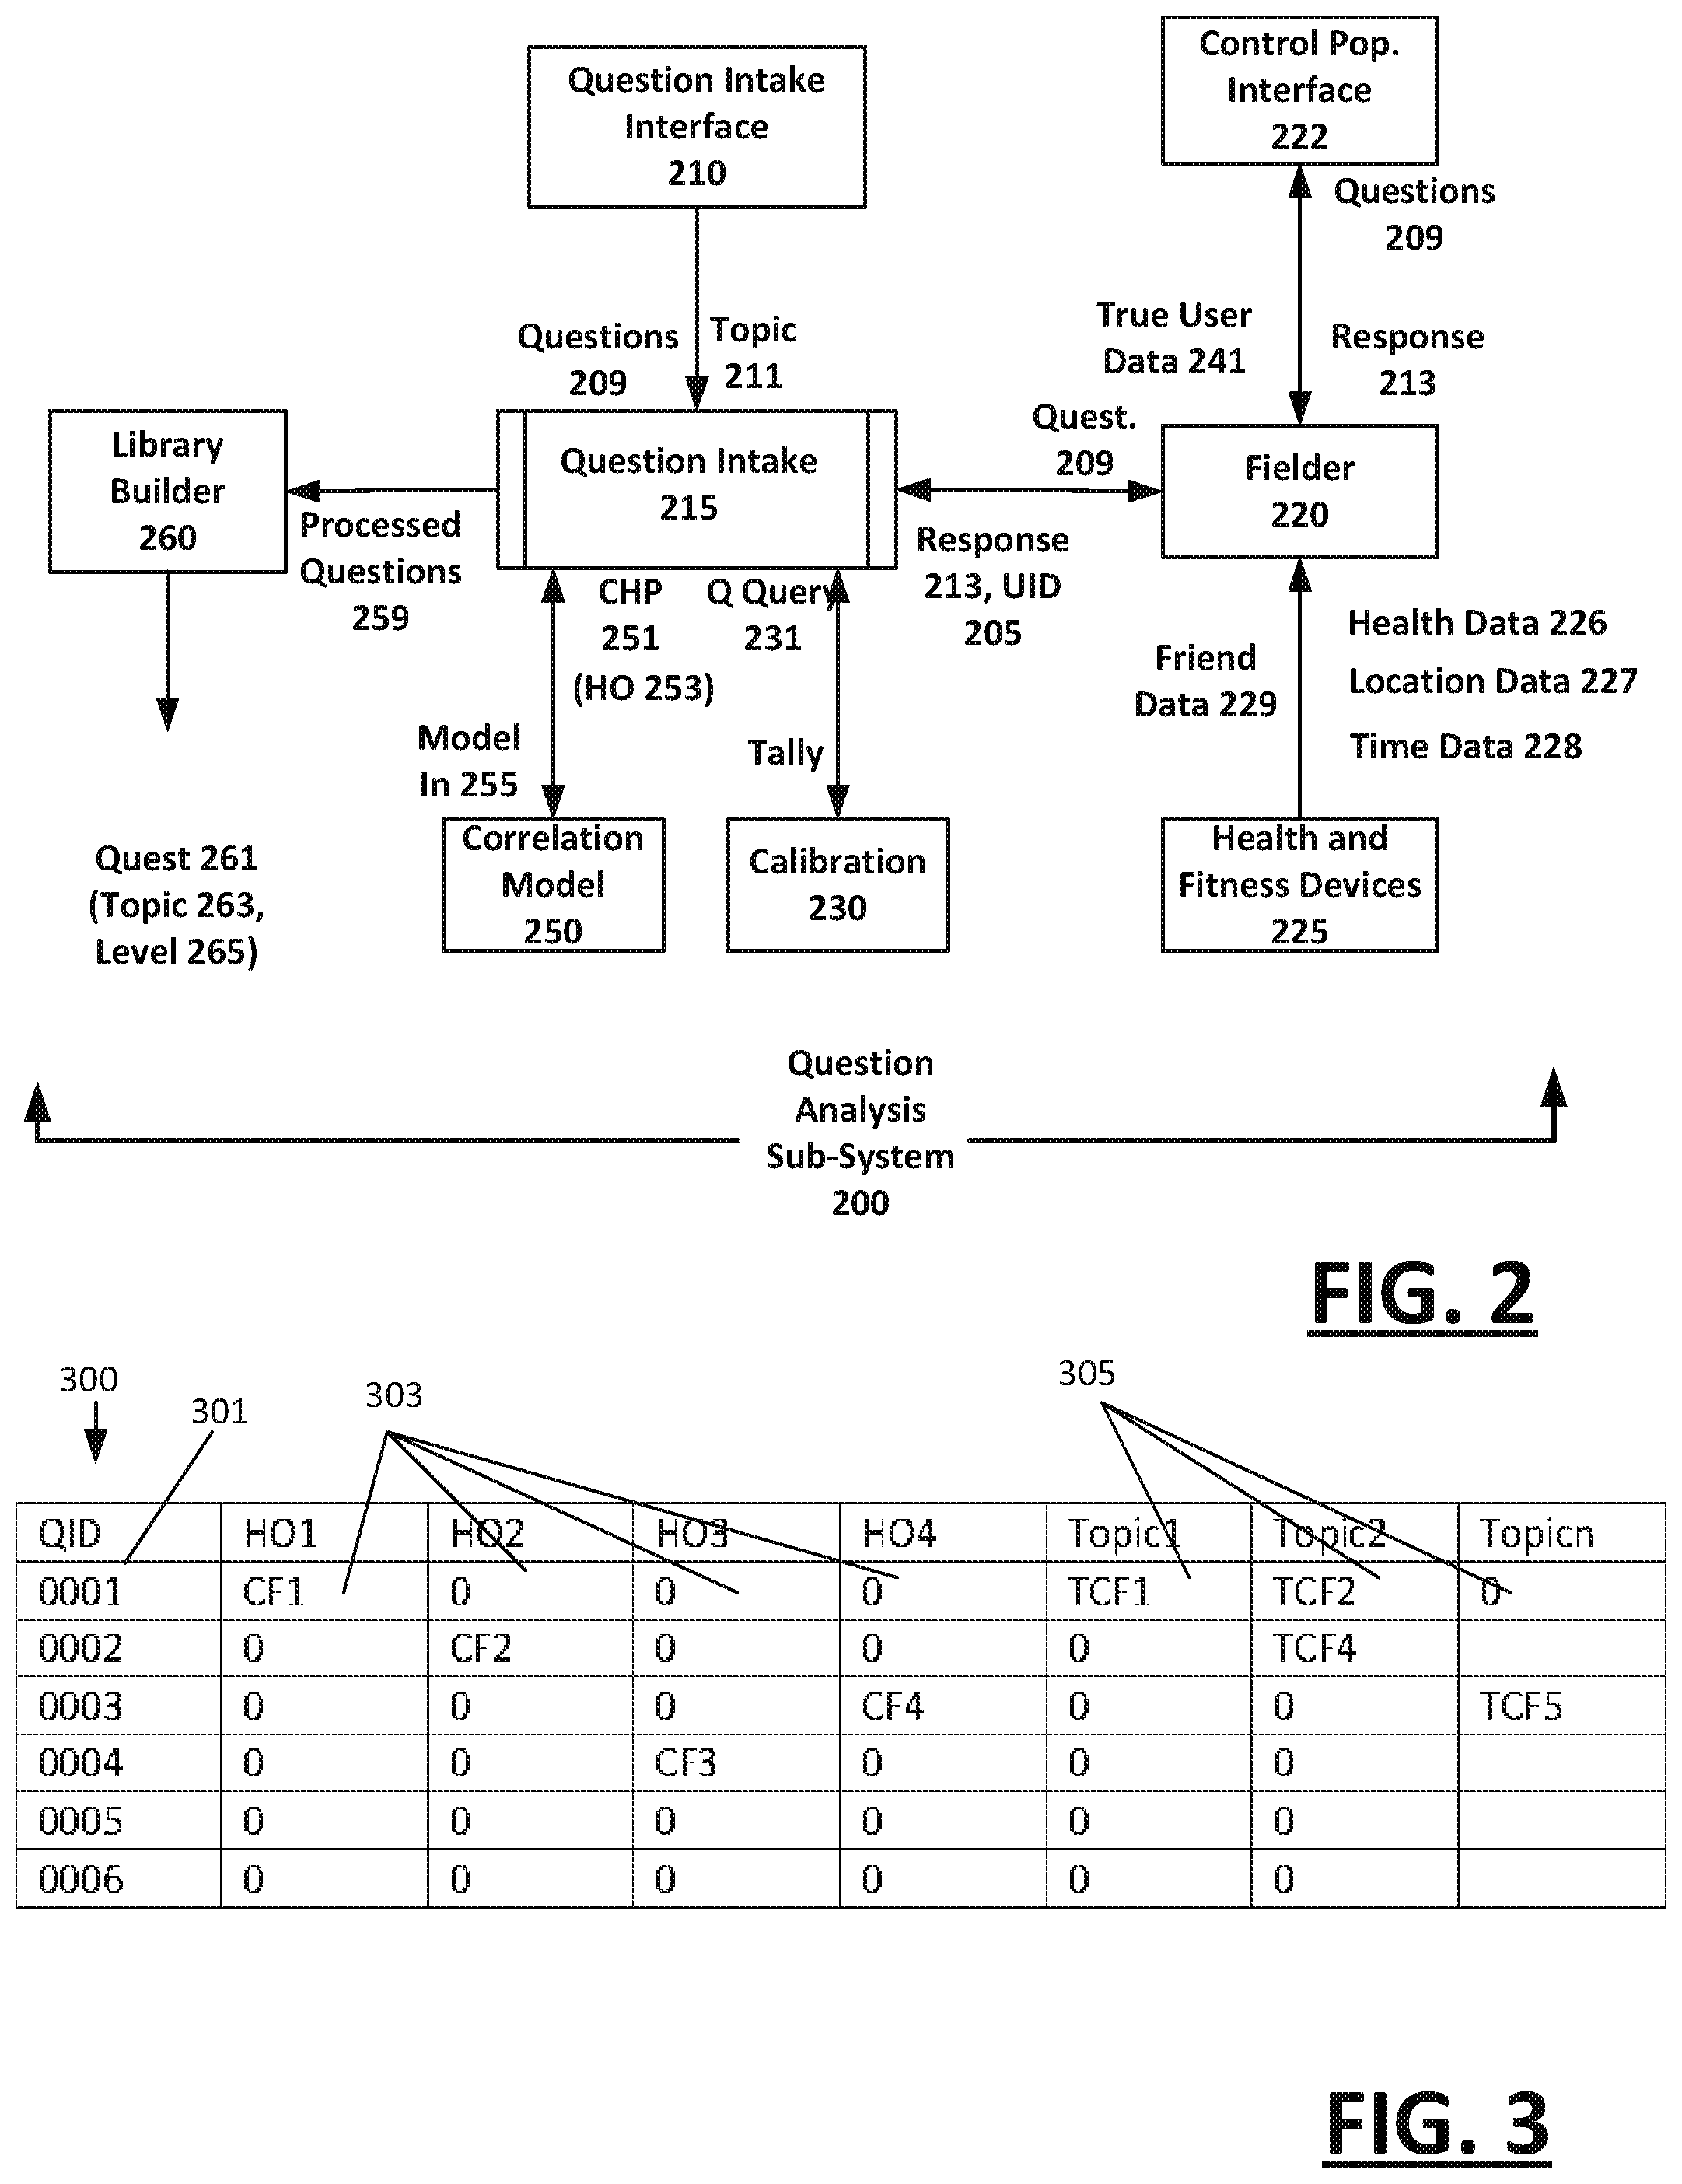 Control Pop.
Interface
222
Question Intake
Interface
210
Questions
209
True User
Data 241
Response
213
Questions
209
Topic
211
Library
Builder
260
Question Intake
215
Quest.
209
Fielder
220
Processed
Questions
259
CHP
251
(HO 253)
Q Query
231
Response
213, UID
205
Health Data 226
Location Data 227
Time Data 228
Friend
Data 229
Model
In 255
Tally
Quest 261
(Topic 263,
Level 265)
Correlation
Model
250
Calibration
230
Health and
Fitness Devices
225
Question
Analysis
Sub-System
200
FIG. 2
300
301
303
305
QID HO1 HO2 HO3 HO4 Topic1 Topic2 Topicn
0001 CF1 0 0 0 TCF1 TCF2 0
0002 0 CF2 0 0 0 TCF4
0003 0 0 0 CF4 0 0 TCF5
0004 0 0 CF3 0 0 0
0005 0 0 0 0 0 0
0006 0 0 0 0 0 0
FIG. 3